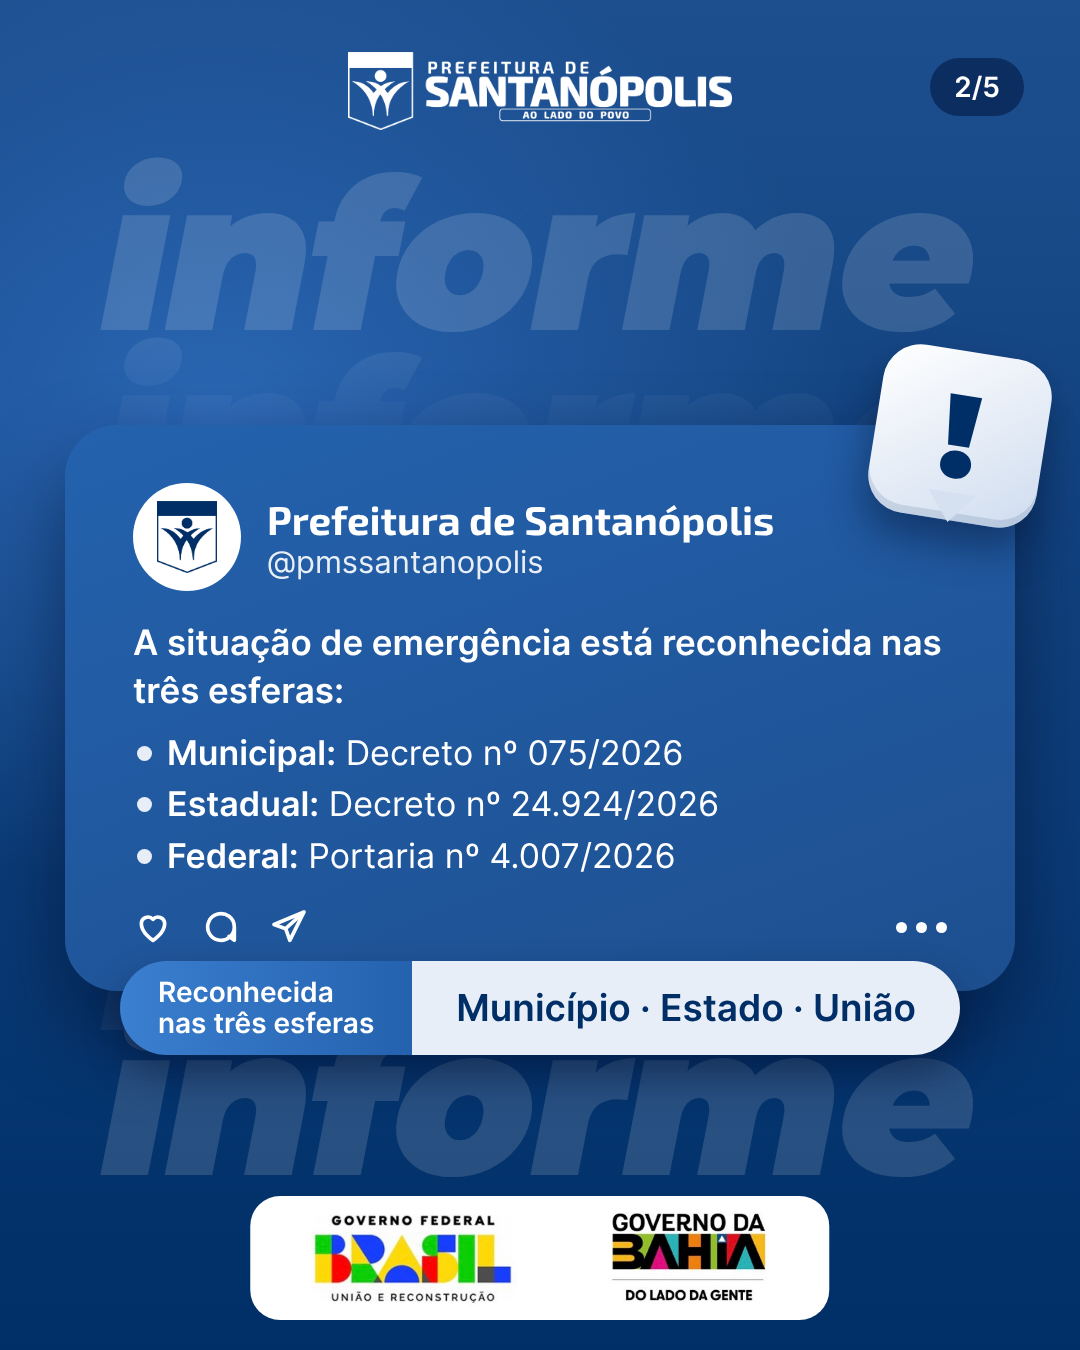 PREFEITURA DE
SANTANÓPOLIS
AO LADO DO POVO
2/5
informe
informe
Prefeitura de Santanópolis
@pmssantanopolis
A situação de emergência está reconhecida nas
três esferas:
Municipal: Decreto nº 075/2026
Estadual: Decreto nº 24.924/2026
Federal: Portaria nº 4.007/2026
Reconhecida
nas três esferas
Município · Estado · União
informe
GOVERNO FEDERAL
BRASIL
UNIÃO E RECONSTRUÇÃO
GOVERNO DA
BAHIA
DO LADO DA GENTE